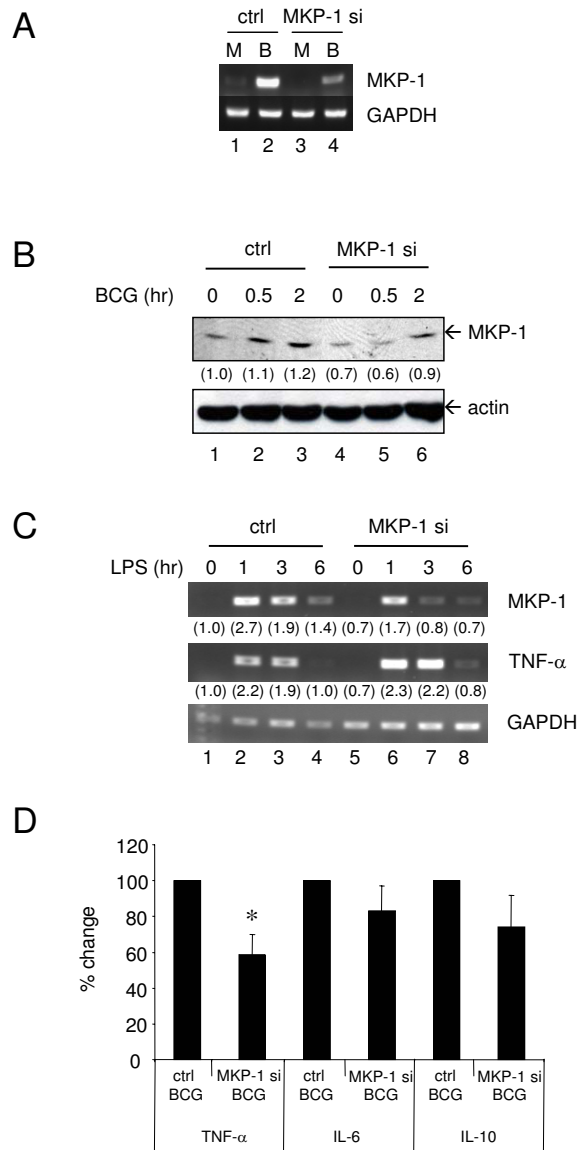 A
ctrl MKP-1 si
M B M B
MKP-1
GAPDH
1 2 3 4
B
ctrl MKP-1 si
BCG (hr) 0 0.5 2 0 0.5 2
← MKP-1
(1.0) (1.1) (1.2) (0.7) (0.6) (0.9)
← actin
1 2 3 4 5 6
C
ctrl MKP-1 si
LPS (hr) 0 1 3 6 0 1 3 6
MKP-1
(1.0) (2.7) (1.9) (1.4) (0.7) (1.7) (0.8) (0.7)
TNF-α
(1.0) (2.2) (1.9) (1.0) (0.7) (2.3) (2.2) (0.8)
GAPDH
1 2 3 4 5 6 7 8
D
% change
120
100
80
60
40
20
0
*
ctrl MKP-1 si ctrl MKP-1 si ctrl MKP-1 si
BCG BCG BCG BCG BCG BCG
TNF-α IL-6 IL-10